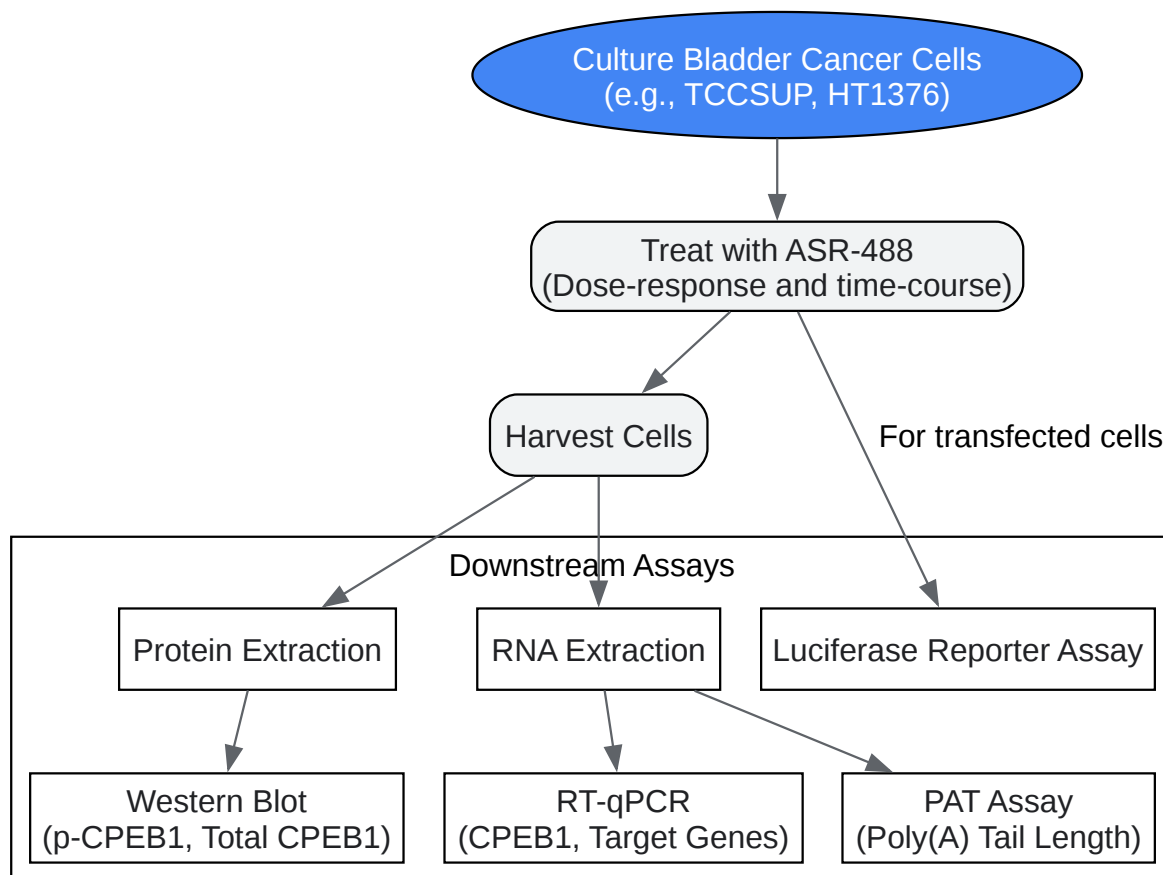 Culture Bladder Cancer Cells
(e.g., TCCSUP, HT1376)
Treat with ASR-488
(Dose-response and time-course)
Harvest Cells
For transfected cells
Downstream Assays
Protein Extraction
RNA Extraction
Luciferase Reporter Assay
Western Blot
(p-CPEB1, Total CPEB1)
RT-qPCR
(CPEB1, Target Genes)
PAT Assay
(Poly(A) Tail Length)